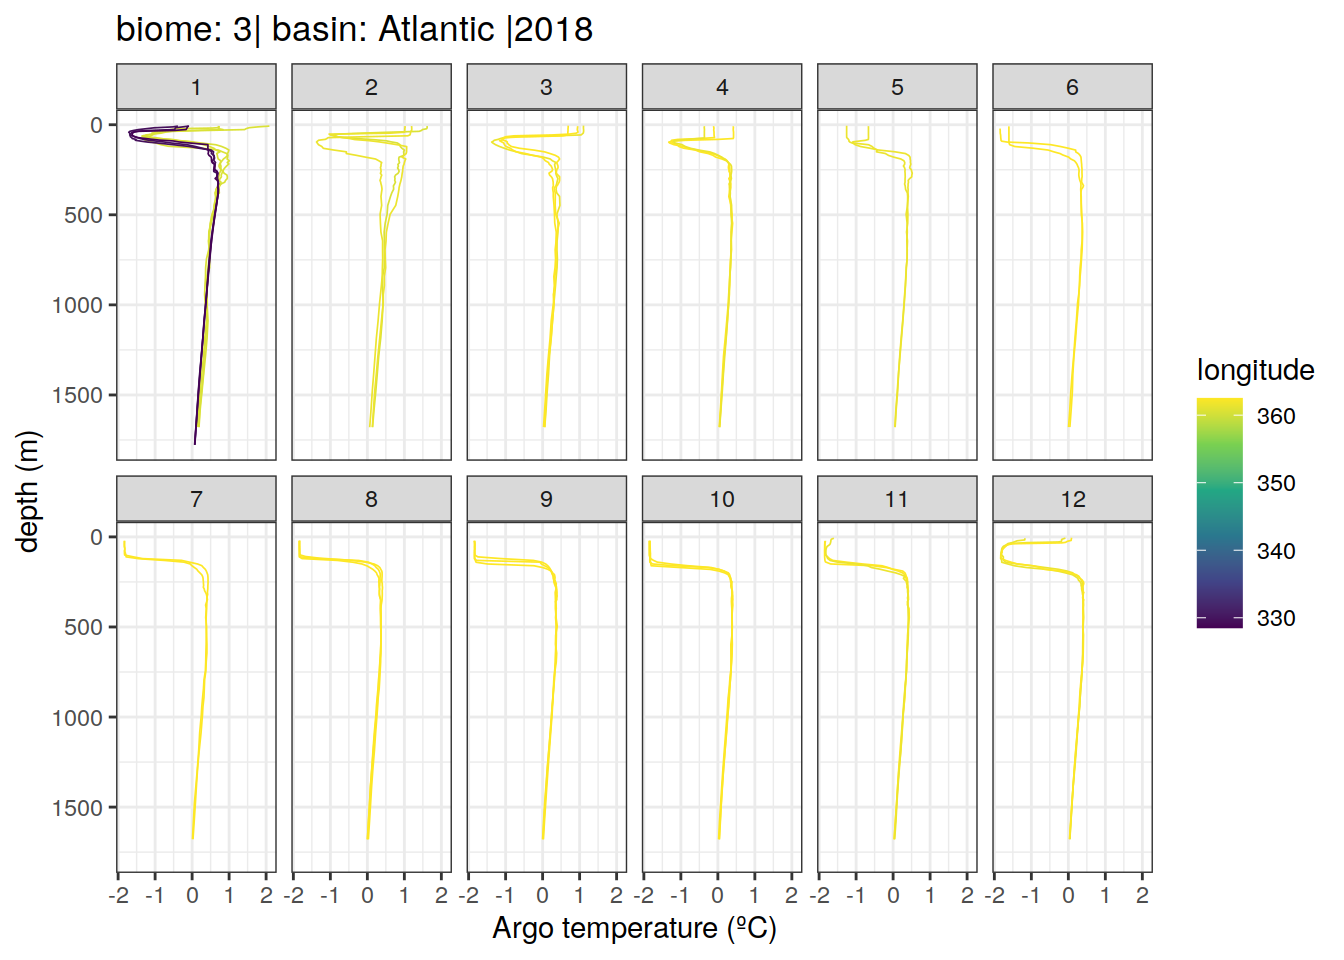 biome: 3| basin: Atlantic |2018
1 2 3 4 5 6
0
500
1000
1500
7 8 9 10 11 12
0
500
1000
1500
-2 -1 0 1 2 -2 -1 0 1 2 -2 -1 0 1 2 -2 -1 0 1 2 -2 -1 0 1 2 -2 -1 0 1 2
Argo temperature (ºC)
depth (m)
longitude
360
350
340
330